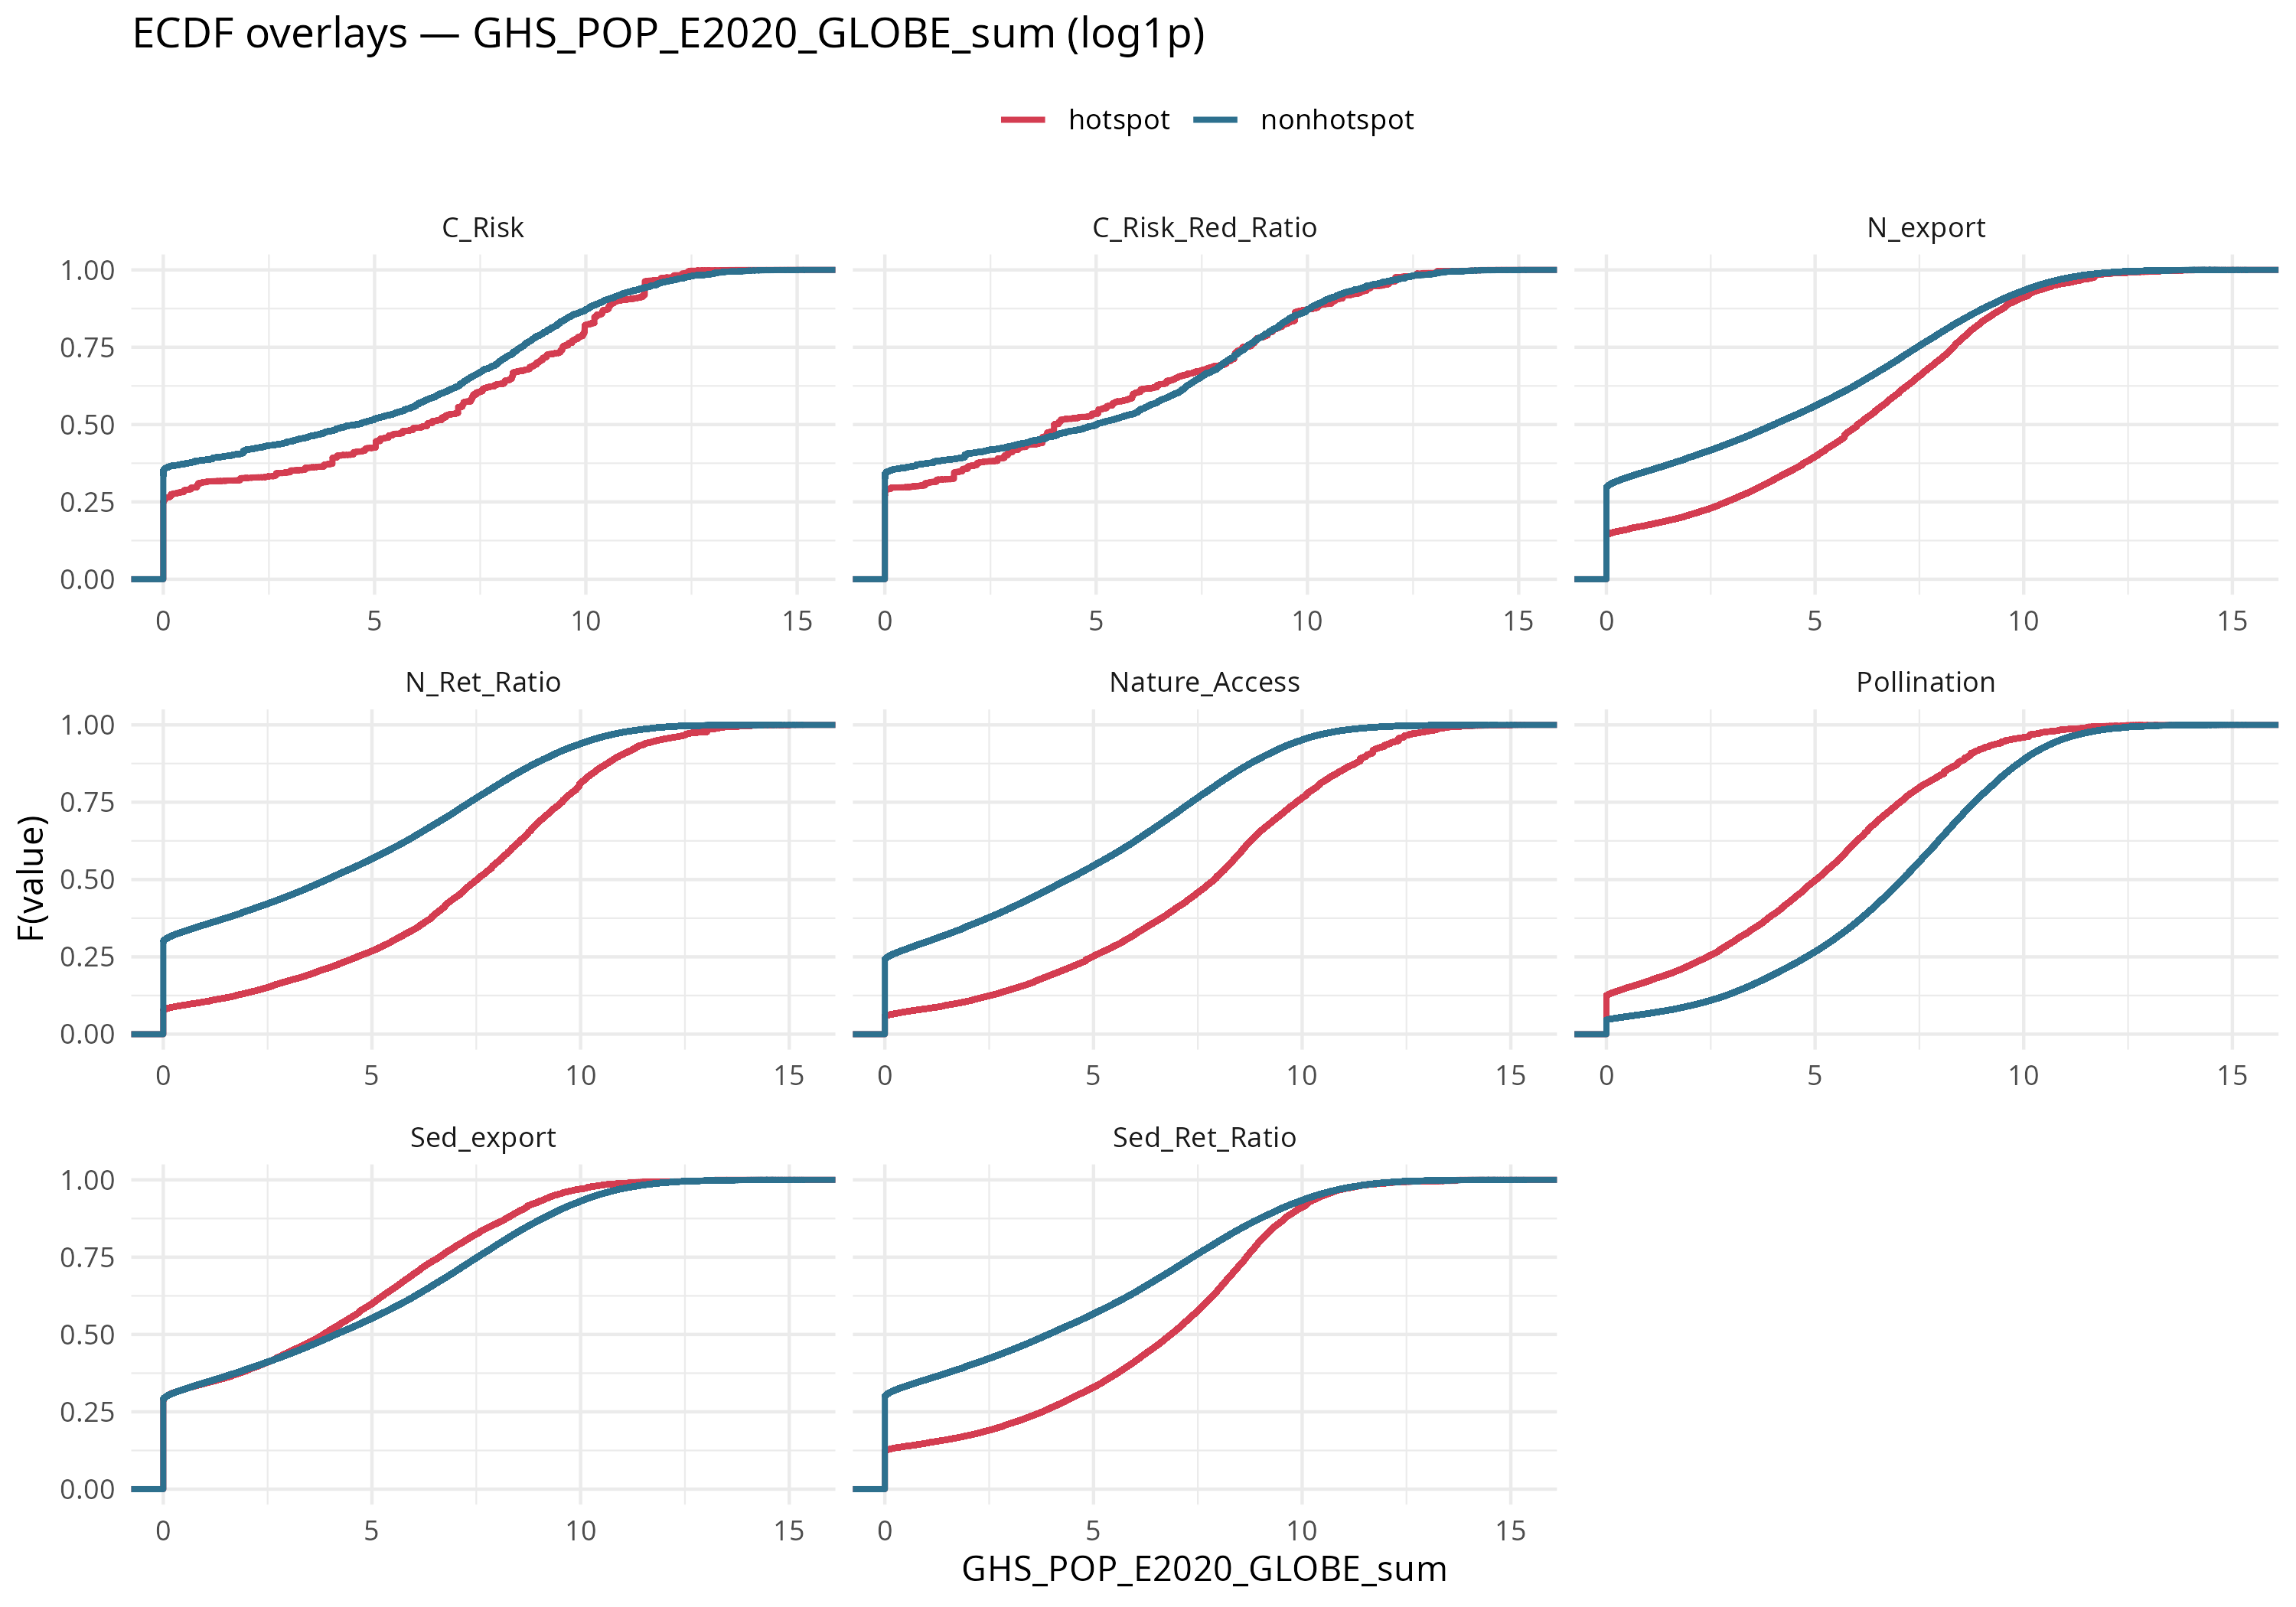 ECDF overlays — GHS_POP_E2020_GLOBE_sum (log1p)
hotspot nonhotspot
C_Risk C_Risk_Red_Ratio N_export
1.00
0.75
0.50
0.25
0.00
0 5 10 15 0 5 10 15 0 5 10 15
N_Ret_Ratio Nature_Access Pollination
1.00
0.75
0.50
0.25
0.00
F(value)
0 5 10 15 0 5 10 15 0 5 10 15
Sed_export Sed_Ret_Ratio
1.00
0.75
0.50
0.25
0.00
0 5 10 15 0 5 10 15
GHS_POP_E2020_GLOBE_sum